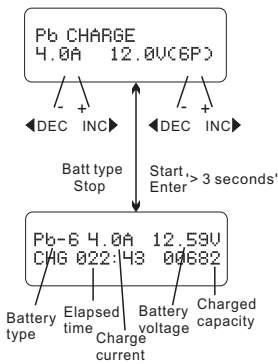 Pb CHARGE
4.0A 12.0V(6P)
- + - +
◀DEC INC▶ ◀DEC INC▶
Batt type
Stop
Start
Enter
'> 3 seconds'
Pb-6 4.0A 12.59V
CHG 022:43 00682
Battery
type
Elapsed
time
Charge
current
Battery
voltage
Charged
capacity